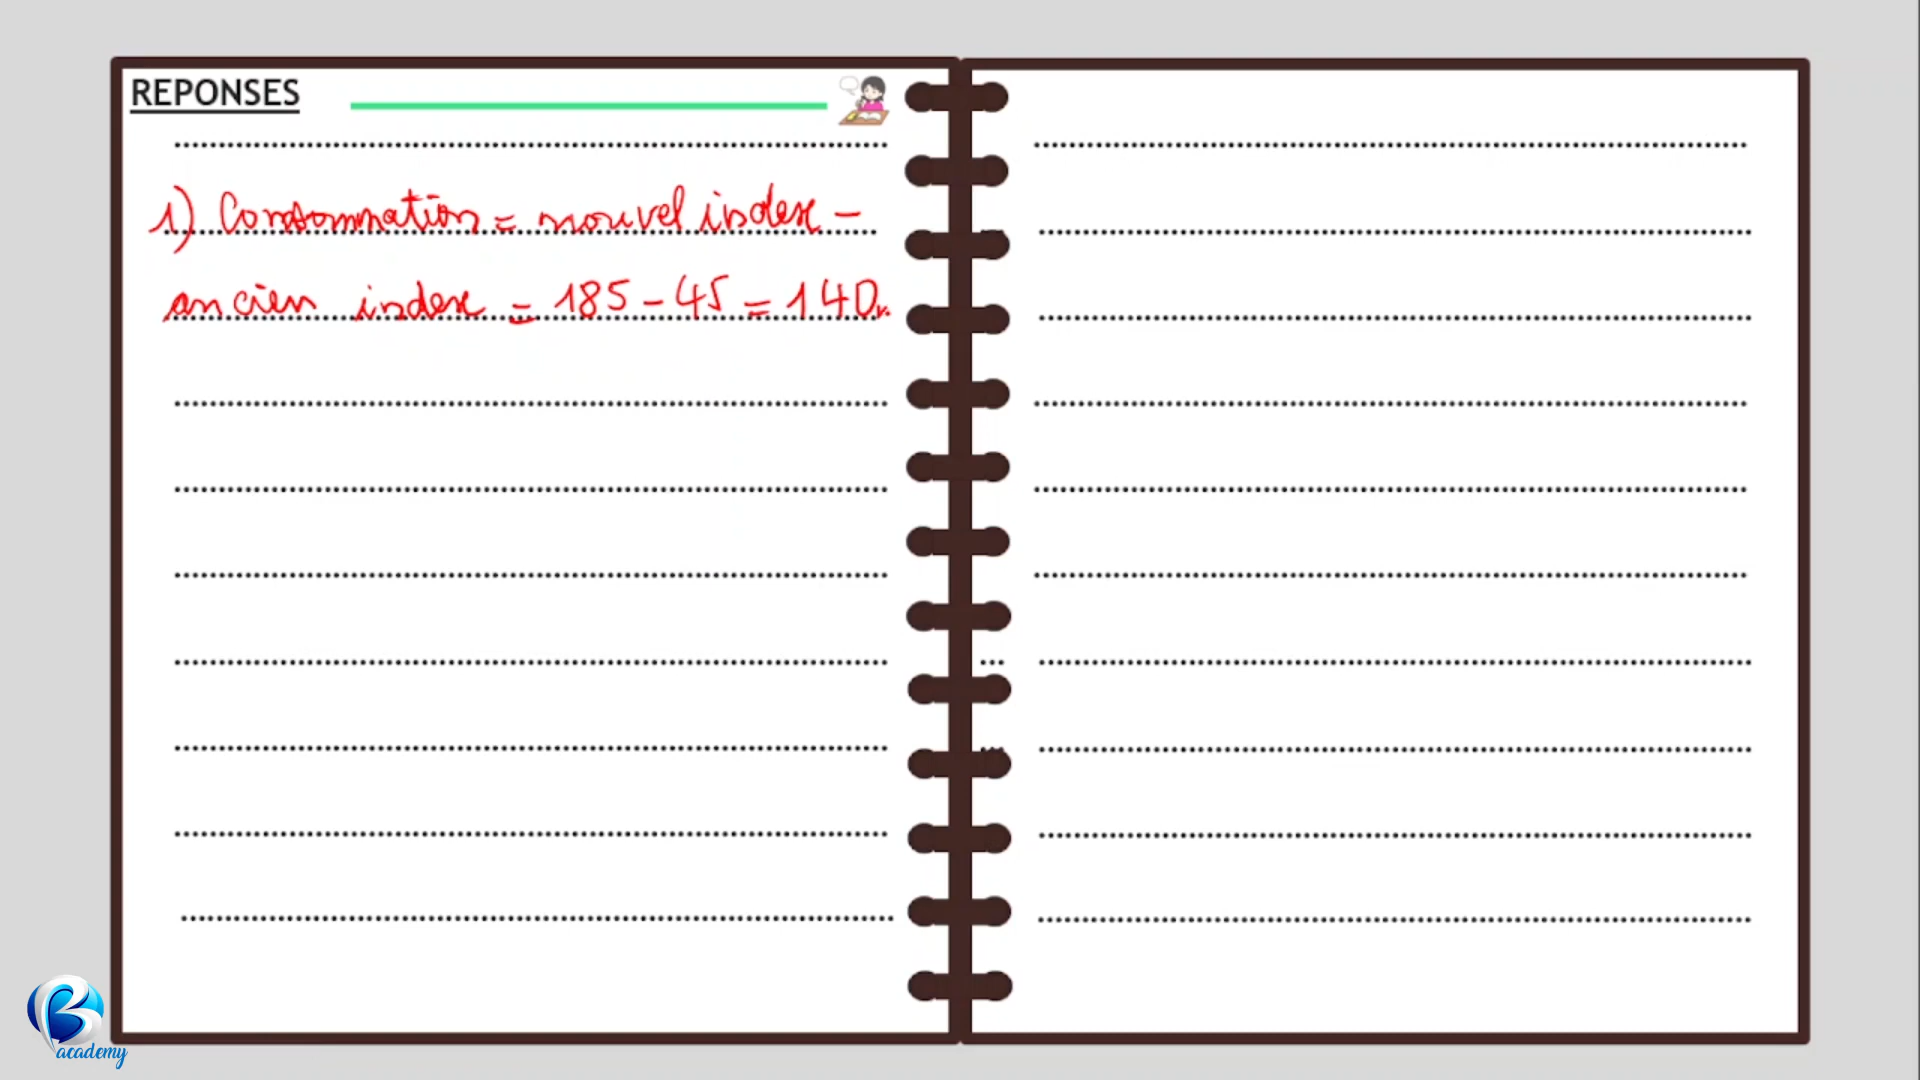 REPONSES
1) Consommation = nouvel index -
ancien index = 185 - 45 = 140
academy